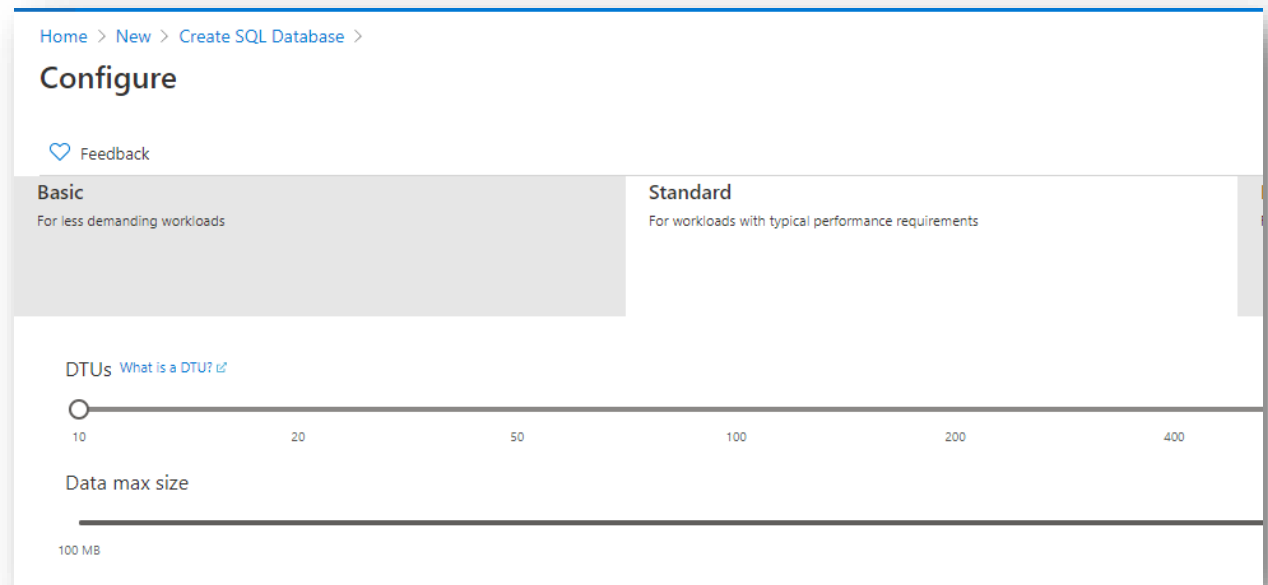 Home > New > Create SQL Database >
Configure
Feedback
Basic
For less demanding workloads
Standard
For workloads with typical performance requirements
DTUs What is a DTU?
10 20 50 100 200 400
Data max size
100 MB